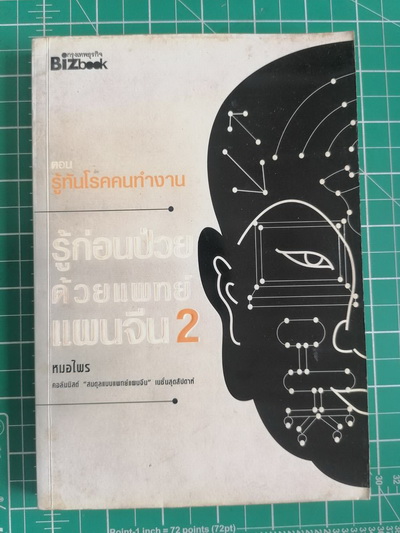 กรุงเทพธุรกิจ
Bizbook
ตอน
รู้ทันโรคคนทำงาน
รู้ก่อนป่วย
ด้วยแพทย์
แผนจีน 2
หมอไพร
คอลัมนิสต์ "สมดุลแบบแพทย์แผนจีน" เนชั่นสุดสัปดาห์
Point-1 inch = 72 points (72pt)